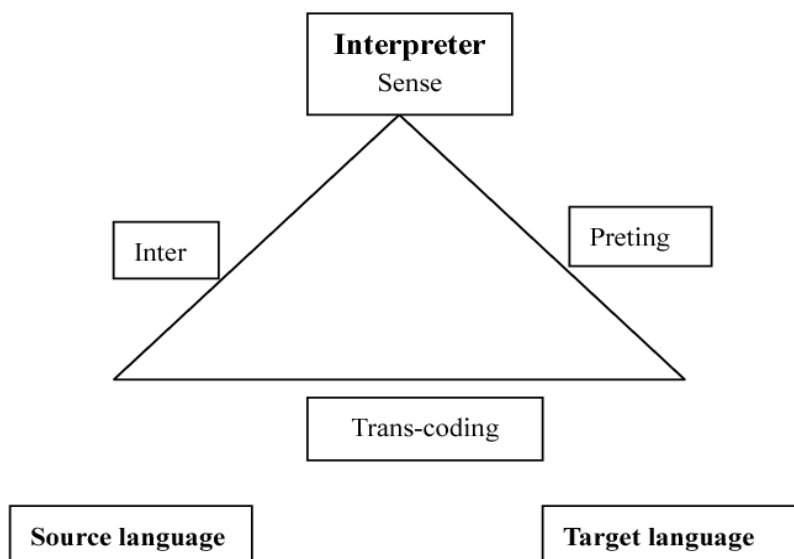 Interpreter
Sense
Inter
Preting
Trans-coding
Source language
Target language